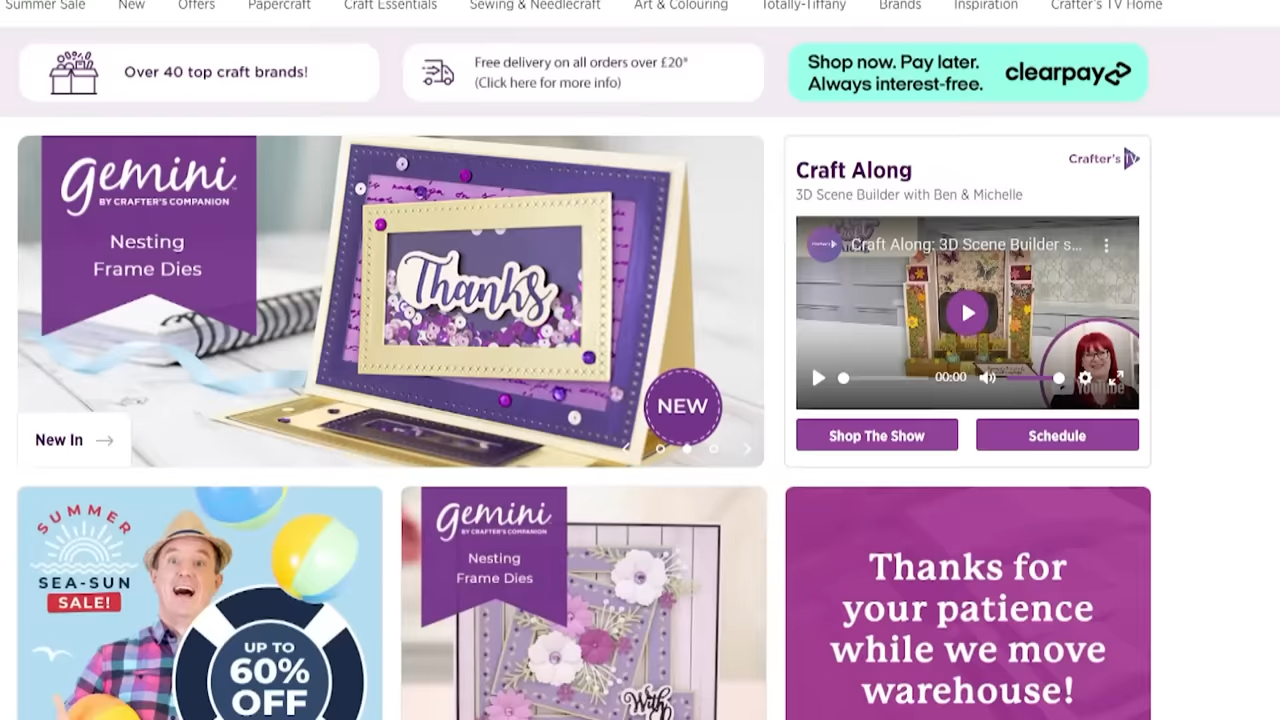 Summer Sale New Offers Papercraft Craft Essentials Sewing & Needlecraft Art & Colouring Totally-Tiffany Brands Inspiration Crafter's TV Home
Over 40 top craft brands!
Free delivery on all orders over £20*
(Click here for more info)
Shop now. Pay later.
Always interest-free.
clearpay
gemini™
BY CRAFTER'S COMPANION
Nesting
Frame Dies
Thanks
NEW
New In
Craft Along
Crafter's TV
3D Scene Builder with Ben & Michelle
Craft Along: 3D Scene Builder s...
00:00
YouTube
Shop The Show
Schedule
SUMMER
SEA-SUN
SALE!
UP TO
60%
OFF
gemini™
BY CRAFTER'S COMPANION
Nesting
Frame Dies
With
Thanks for
your patience
while we move
warehouse!